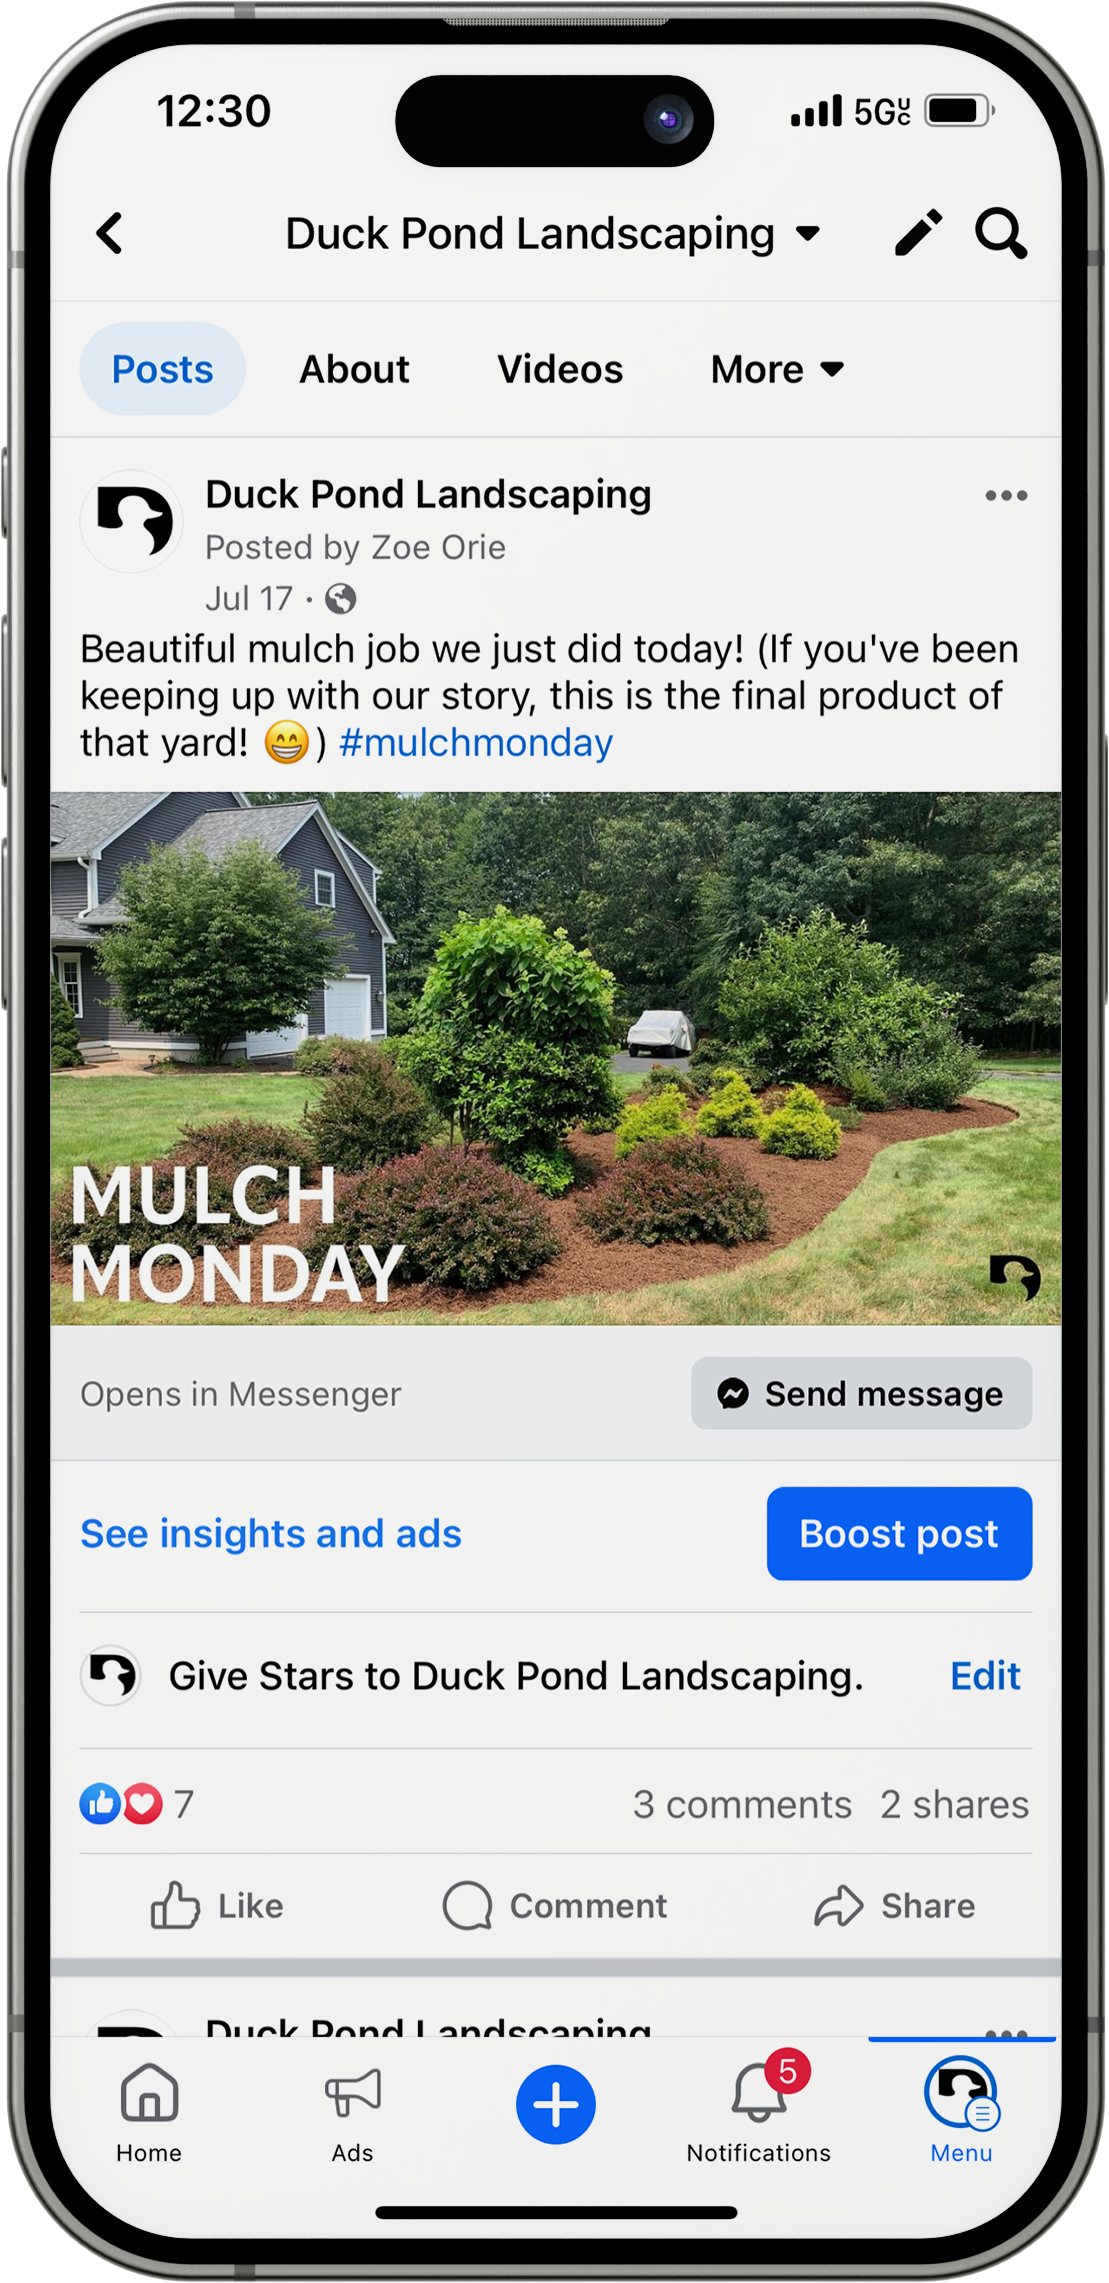 12:30
5GUC
Duck Pond Landscaping
Posts About Videos More
Duck Pond Landscaping
Posted by Zoe Orie
Jul 17 ·
Beautiful mulch job we just did today! (If you've been
keeping up with our story, this is the final product of
that yard! 😁) #mulchmonday
MULCH
MONDAY
Opens in Messenger
Send message
See insights and ads
Boost post
Give Stars to Duck Pond Landscaping.
Edit
7
3 comments 2 shares
Like Comment Share
Duck Pond Landscaping
5
Home Ads Notifications Menu